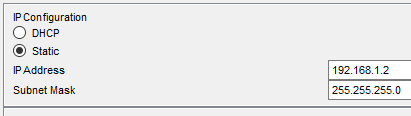 IP Configuration
DHCP
Static
IP Address 192.168.1.2
Subnet Mask 255.255.255.0